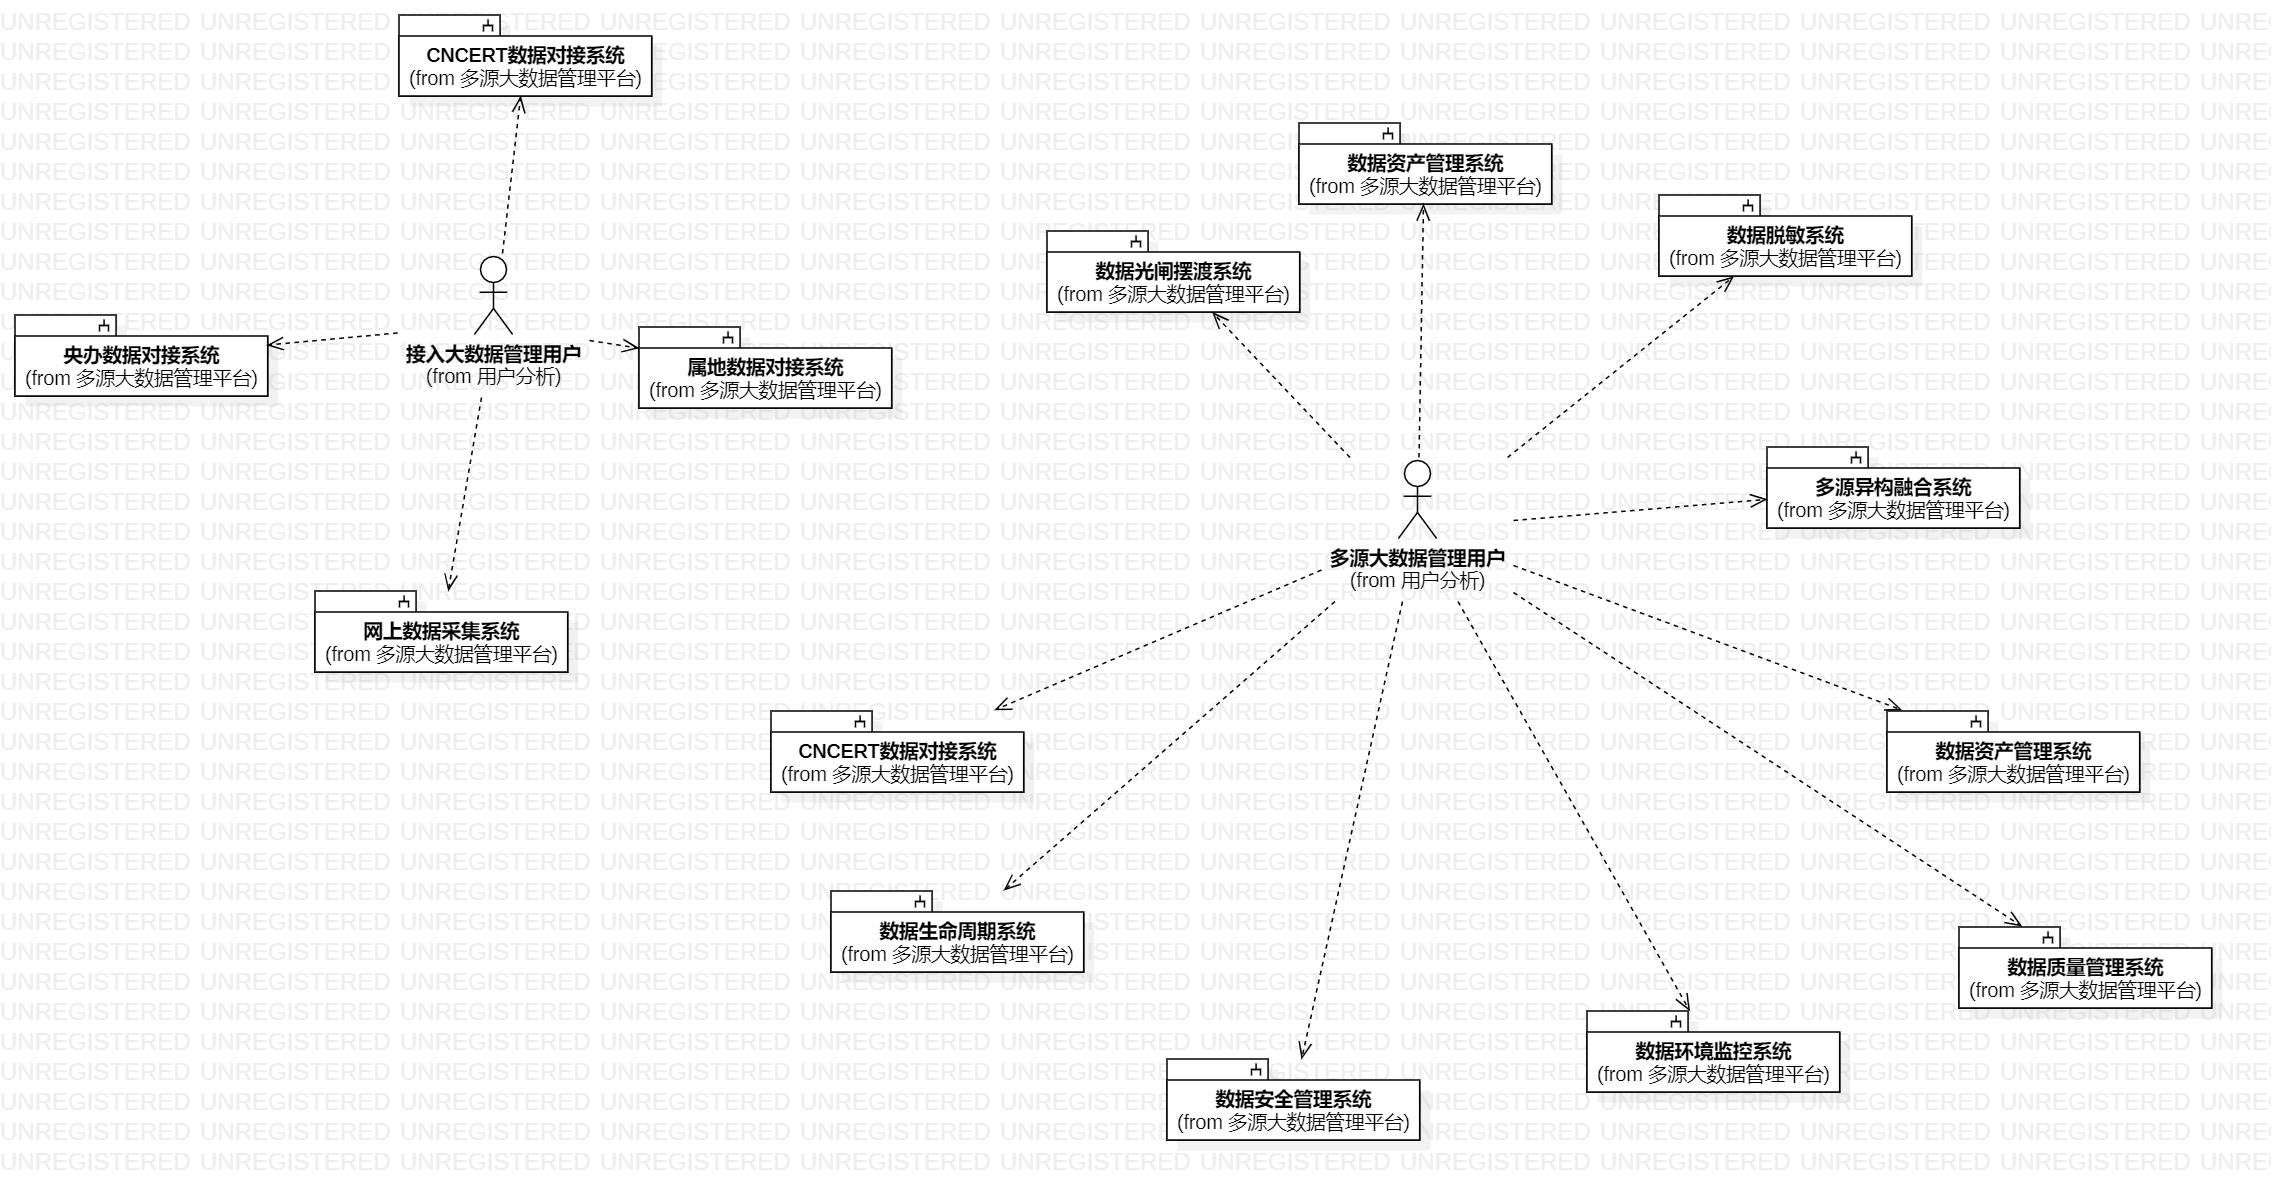 CNCERT数据对接系统
(from 多源大数据管理平台)
数据资产管理系统
(from 多源大数据管理平台)
数据脱敏系统
(from 多源大数据管理平台)
数据光闸摆渡系统
(from 多源大数据管理平台)
央办数据对接系统
(from 多源大数据管理平台)
接入大数据管理用户
(from 用户分析)
属地数据对接系统
(from 多源大数据管理平台)
多源异构融合系统
(from 多源大数据管理平台)
多源大数据管理用户
(from 用户分析)
网上数据采集系统
(from 多源大数据管理平台)
CNCERT数据对接系统
(from 多源大数据管理平台)
数据资产管理系统
(from 多源大数据管理平台)
数据生命周期系统
(from 多源大数据管理平台)
数据质量管理系统
(from 多源大数据管理平台)
数据环境监控系统
(from 多源大数据管理平台)
数据安全管理系统
(from 多源大数据管理平台)
UNREGISTERED